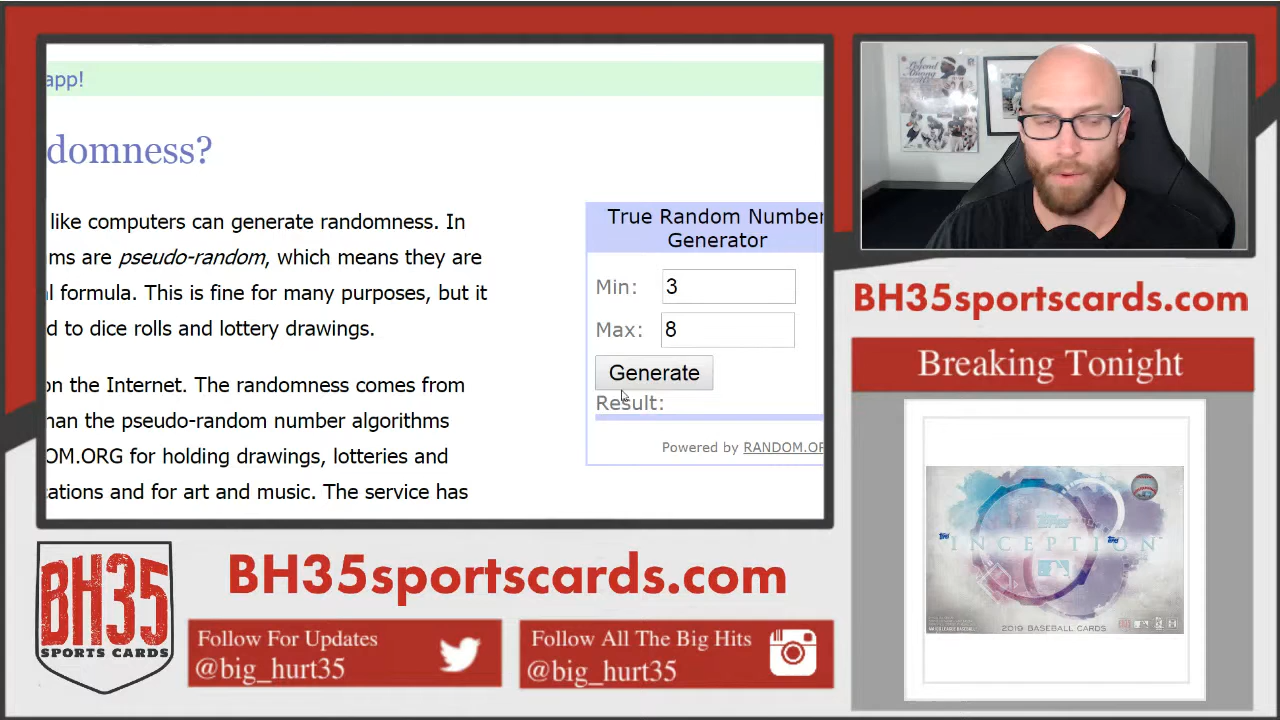 app!
domness?
like computers can generate randomness. In
ms are pseudo-random, which means they are
l formula. This is fine for many purposes, but it
d to dice rolls and lottery drawings.
on the Internet. The randomness comes from
han the pseudo-random number algorithms
OM.ORG for holding drawings, lotteries and
cations and for art and music. The service has
True Random Number
Generator
Min: 3
Max: 8
Generate
Result:
Powered by RANDOM.OR
BH35sportscards.com
Breaking Tonight
Topps
INCEPTION
2019 BASEBALL CARDS
BH35
SPORTS CARDS
BH35sportscards.com
Follow For Updates
@big_hurt35
Follow All The Big Hits
@big_hurt35